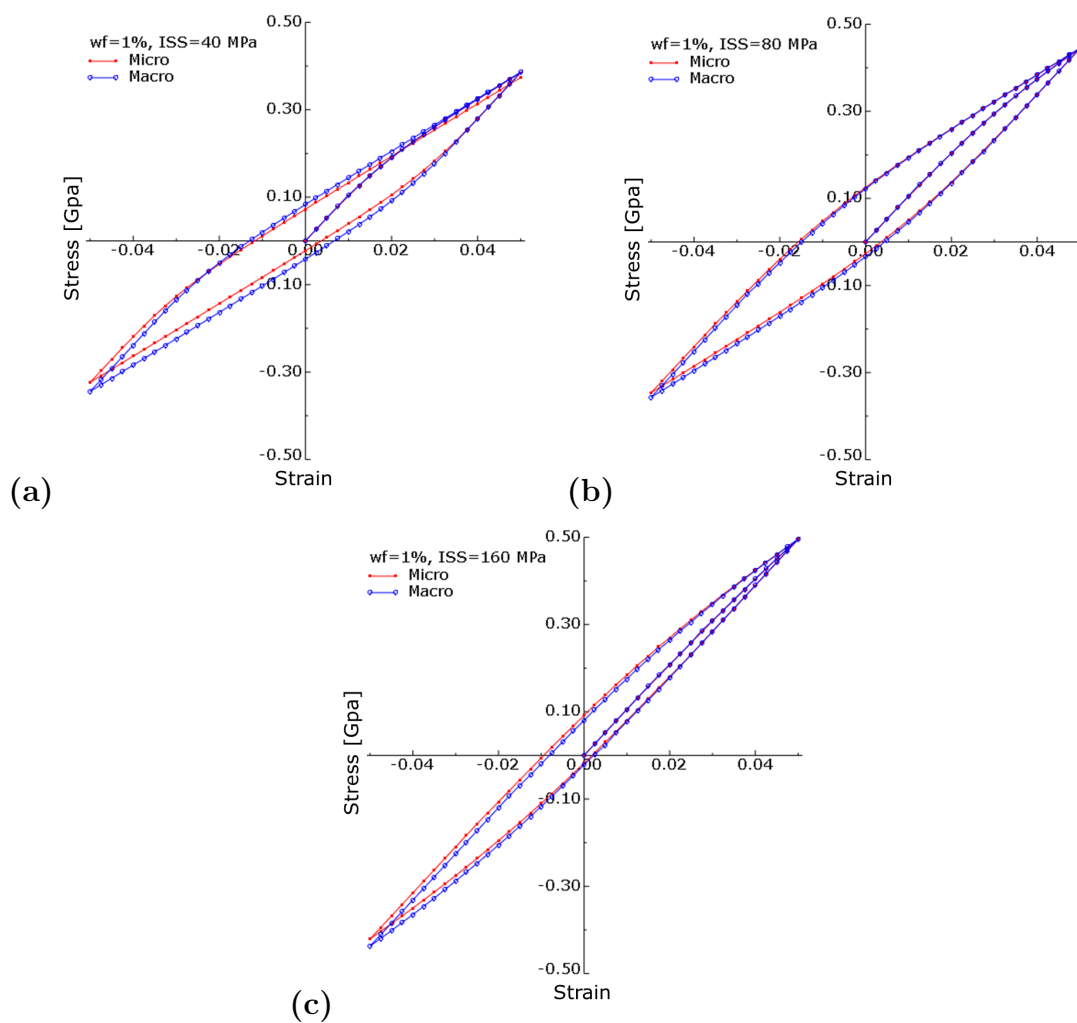 wf=1%, ISS=40 MPa
Micro
Macro
0.50
0.30
0.10
-0.10
-0.30
-0.50
-0.04
-0.02
0.00
0.02
0.04
Stress [Gpa]
Strain
(a)
wf=1%, ISS=80 MPa
Micro
Macro
0.50
0.30
0.10
-0.10
-0.30
-0.50
-0.04
-0.02
0.00
0.02
0.04
Stress [Gpa]
Strain
(b)
wf=1%, ISS=160 MPa
Micro
Macro
0.50
0.30
0.10
-0.10
-0.30
-0.50
-0.04
-0.02
0.00
0.02
0.04
Stress [Gpa]
Strain
(c)